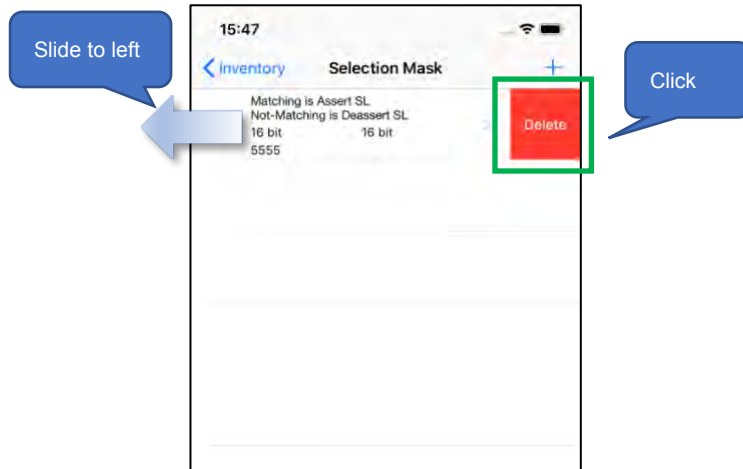 15:47
Slide to left
Inventory Selection Mask +
Click
Matching is Assert SL
Not-Matching is Deassert SL
16 bit 16 bit
5555
Delete